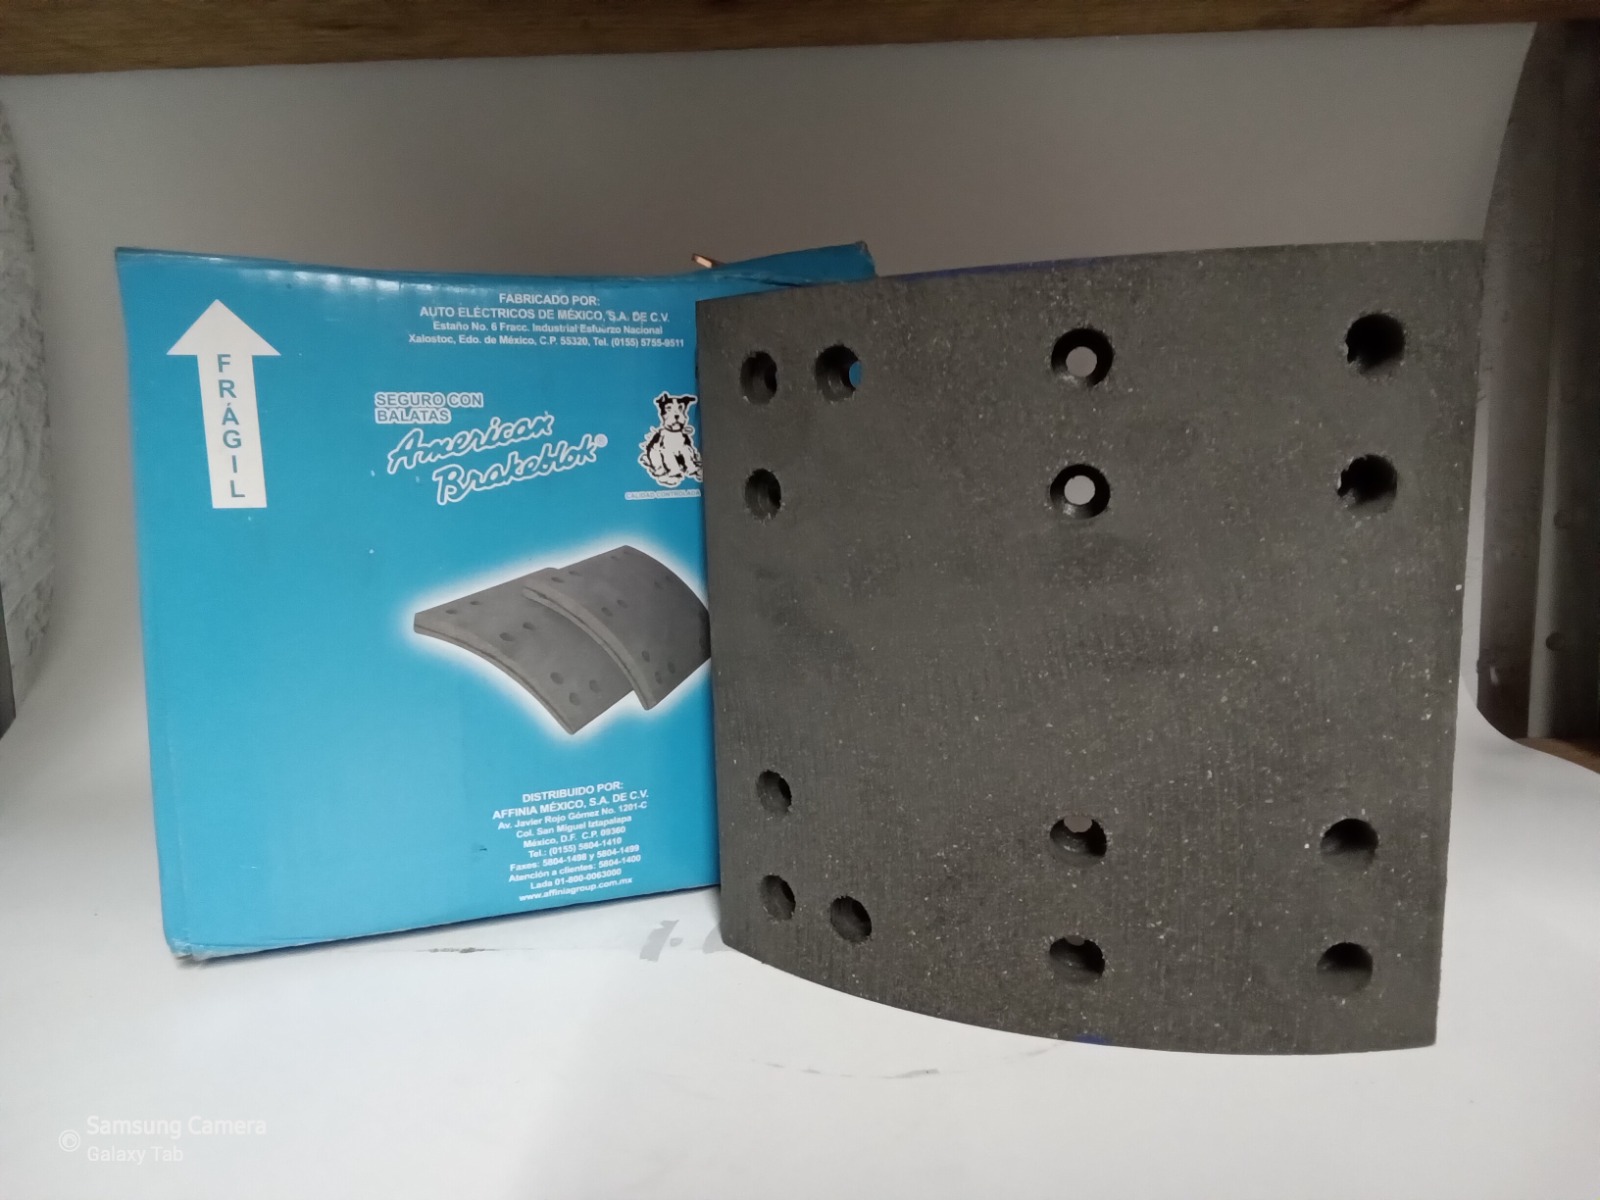 FRÁGIL
FABRICADO POR:
AUTO ELÉCTRICOS DE MÉXICO, S.A. DE C.V.
Estaño No. 6 Fracc. Industrial Esfuerzo Nacional
Xalostoc, Edo. de México, C.P. 55320, Tel. (0155) 5755-9511
SEGURO CON
BALATAS
American
Brakeblok®
CALIDAD CONTROLADA
DISTRIBUIDO POR:
AFFINIA MÉXICO, S.A. DE C.V.
Av. Javier Rojo Gómez No. 1201-C
Col. San Miguel Iztapalapa
México, D.F. C.P. 09360
Tel.: (0155) 5804-1410
Faxes: 5804-1498 y 5804-1499
Atención a clientes: 5804-1400
Lada 01-800-0063000
www.affiniagroup.com.mx
© Samsung Camera
Galaxy Tab